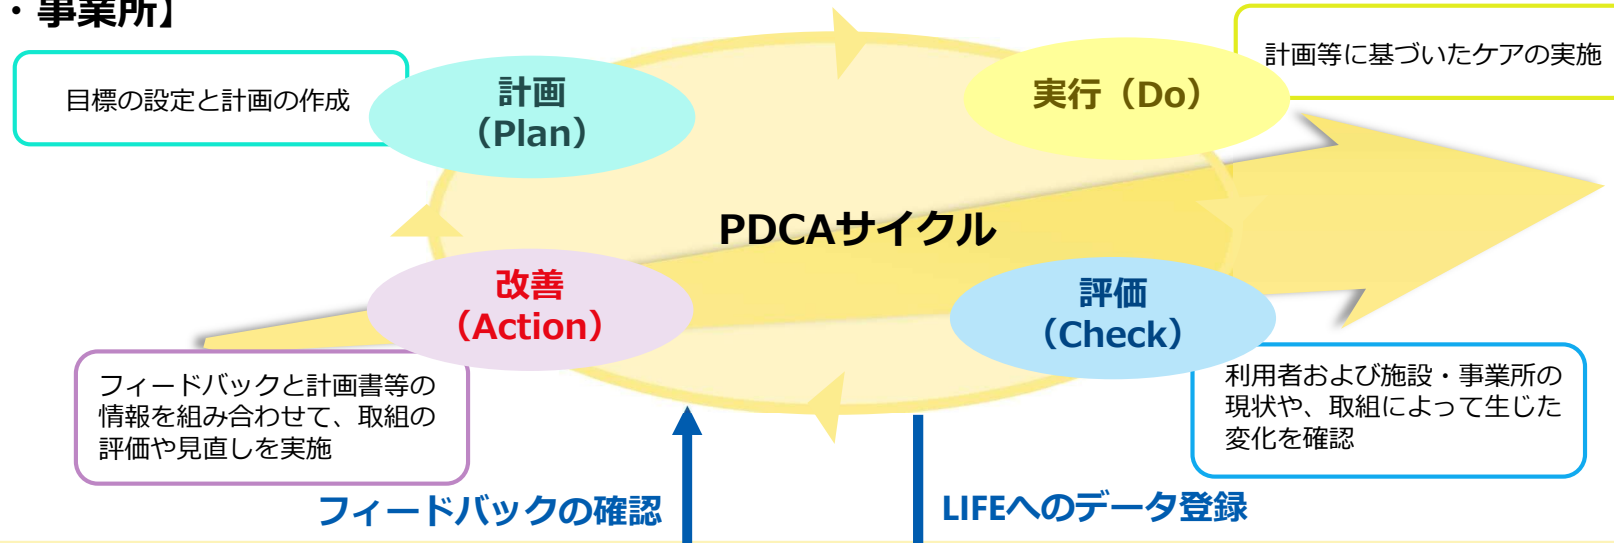 ・事業所】
目標の設定と計画の作成
計画
（Plan）
実行（Do）
計画等に基づいたケアの実施
PDCAサイクル
改善
（Action）
評価
（Check）
フィードバックと計画書等の
情報を組み合わせて、取組の
評価や見直しを実施
利用者および施設・事業所の
現状や、取組によって生じた
変化を確認
フィードバックの確認
LIFEへのデータ登録